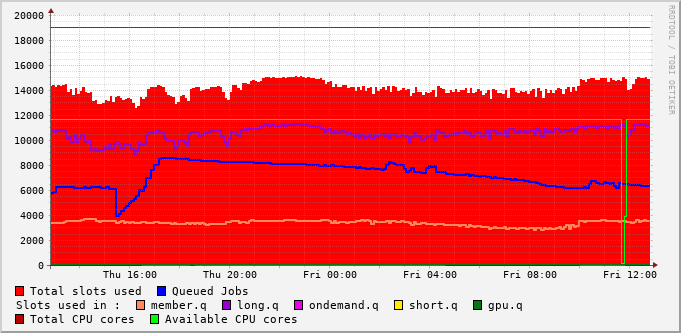 20000
18000
16000
14000
12000
10000
8000
6000
4000
2000
0
Thu 16:00 Thu 20:00 Fri 00:00 Fri 04:00 Fri 08:00 Fri 12:00
RRDTOOL / TOBI OETIKER
Total slots used Queued Jobs
Slots used in : member.q long.q ondemand.q short.q gpu.q
Total CPU cores Available CPU cores